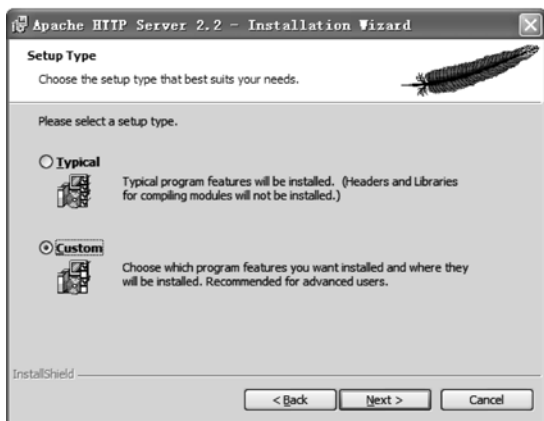 Apache HTTP Server 2.2 - Installation Wizard
Setup Type
Choose the setup type that best suits your needs.
Please select a setup type.
Typical
Typical program features will be installed. (Headers and Libraries
for compiling modules will not be installed.)
Custom
Choose which program features you want installed and where they
will be installed. Recommended for advanced users.
InstallShield
< Back
Next >
Cancel